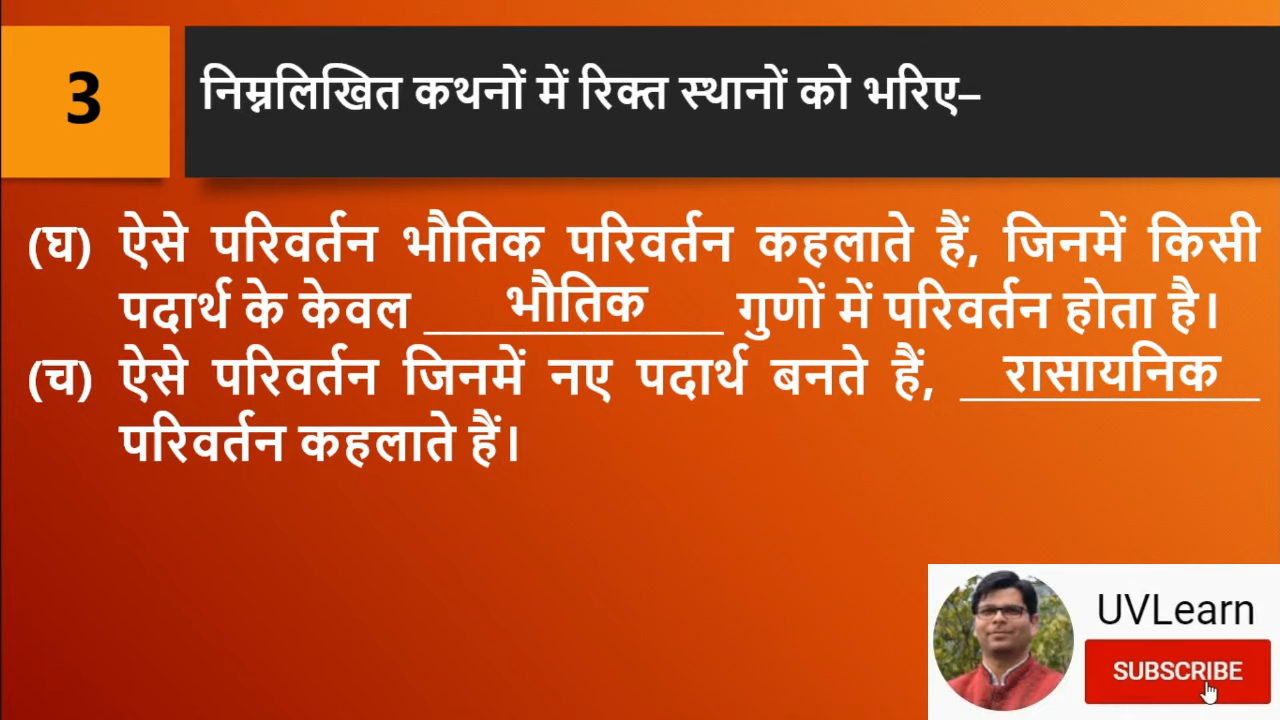 3
निम्नलिखित कथनों में रिक्त स्थानों को भरिए–
(घ) ऐसे परिवर्तन भौतिक परिवर्तन कहलाते हैं, जिनमें किसी
पदार्थ के केवल भौतिक गुणों में परिवर्तन होता है।
(च) ऐसे परिवर्तन जिनमें नए पदार्थ बनते हैं, रासायनिक
परिवर्तन कहलाते हैं।
UVLearn
SUBSCRIBE